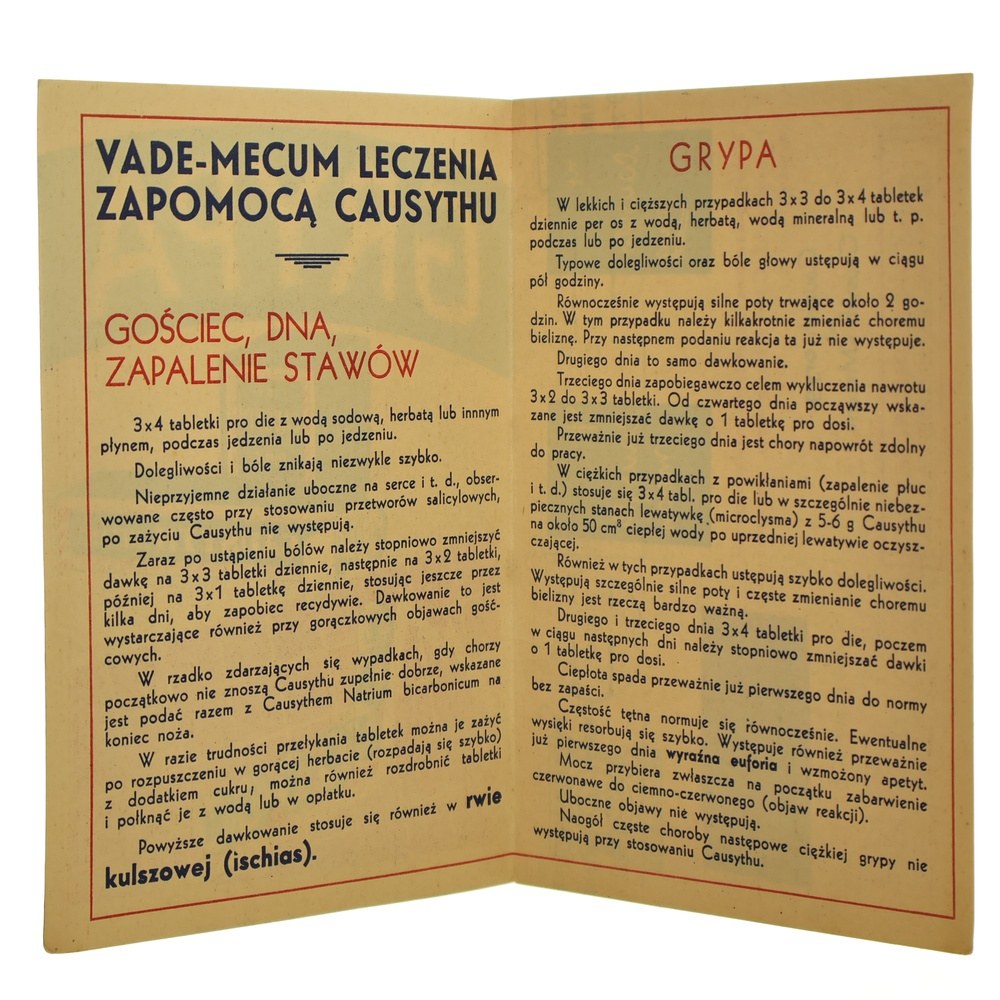 VADE-MECUM LECZENIA
ZAPOMOCĄ CAUSYTHU
GOŚCIEC, DNA,
ZAPALENIE STAWÓW
3x4 tabletki pro die z wodą sodową, herbatą lub innnym
płynem, podczas jedzenia lub po jedzeniu.
Dolegliwości i bóle znikają niezwykle szybko.
Nieprzyjemne działanie uboczne na serce i t. d., obser-
wowane często przy stosowaniu przetworów salicylowych,
po zażyciu Causythu nie występują.
Zaraz po ustąpieniu bólów należy stopniowo zmniejszyć
dawkę na 3x3 tabletki dziennie, następnie na 3x2 tabletki,
później na 3x1 tabletkę dziennie, stosując jeszcze przez
kilka dni, aby zapobiec recydywie. Dawkowanie to jest
wystarczające również przy gorączkowych objawach gość-
cowych.
W rzadko zdarzających się wypadkach, gdy chorzy
początkowo nie znoszą Causythu zupełnie dobrze, wskazane
jest podać razem z Causythem Natrium bicarbonicum na
koniec noża.
W razie trudności przełykania tabletek można je zażyć
po rozpuszczeniu w gorącej herbacie (rozpadają się szybko)
z dodatkiem cukru, można również rozdrobnić tabletki
i połknąć je z wodą lub w opłatku.
Powyższe dawkowanie stosuje się również w rwie
kulszowej (ischias).
GRYPA
W lekkich i cięższych przypadkach 3x3 do 3x4 tabletek
dziennie per os z wodą, herbatą, wodą mineralną lub t. p.
podczas lub po jedzeniu.
Typowe dolegliwości oraz bóle głowy ustępują w ciągu
pół godziny.
Równocześnie występują silne poty trwające około 2 go-
dzin. W tym przypadku należy kilkakrotnie zmieniać choremu
bieliznę. Przy następnem podaniu reakcja ta już nie występuje.
Drugiego dnia to samo dawkowanie.
Trzeciego dnia zapobiegawczo celem wykluczenia nawrotu
3x2 do 3x3 tabletki. Od czwartego dnia począwszy wska-
zane jest zmniejszać dawkę o 1 tabletkę pro dosi.
Przeważnie już trzeciego dnia jest chory napowrót zdolny
do pracy.
W ciężkich przypadkach z powikłaniami (zapalenie płuc
i t. d.) stosuje się 3x4 tabl. pro die lub w szczególnie niebez-
piecznych stanach lewatywkę (microclysma) z 5-6 g Causythu
na około 50 cm³ ciepłej wody po uprzedniej lewatywie oczysz-
czającej.
Również w tych przypadkach ustępują szybko dolegliwości.
Występują szczególnie silne poty i częste zmienianie choremu
bielizny jest rzeczą bardzo ważną.
Drugiego i trzeciego dnia 3x4 tabletki pro die, poczem
w ciągu następnych dni należy stopniowo zmniejszać dawki
o 1 tabletkę pro dosi.
Ciepłota spada przeważnie już pierwszego dnia do normy
bez zapaści.
Częstość tętna normuje się równocześnie. Ewentualne
wysięki resorbują się szybko. Występuje również przeważnie
już pierwszego dnia wyraźna euforia i wzmożony apetyt.
Mocz przybiera zwłaszcza na początku zabarwienie
czerwonawe do ciemno-czerwonego (objaw reakcji).
Uboczne objawy nie występują.
Naogół częste choroby następowe ciężkiej grypy nie
występują przy stosowaniu Causythu.